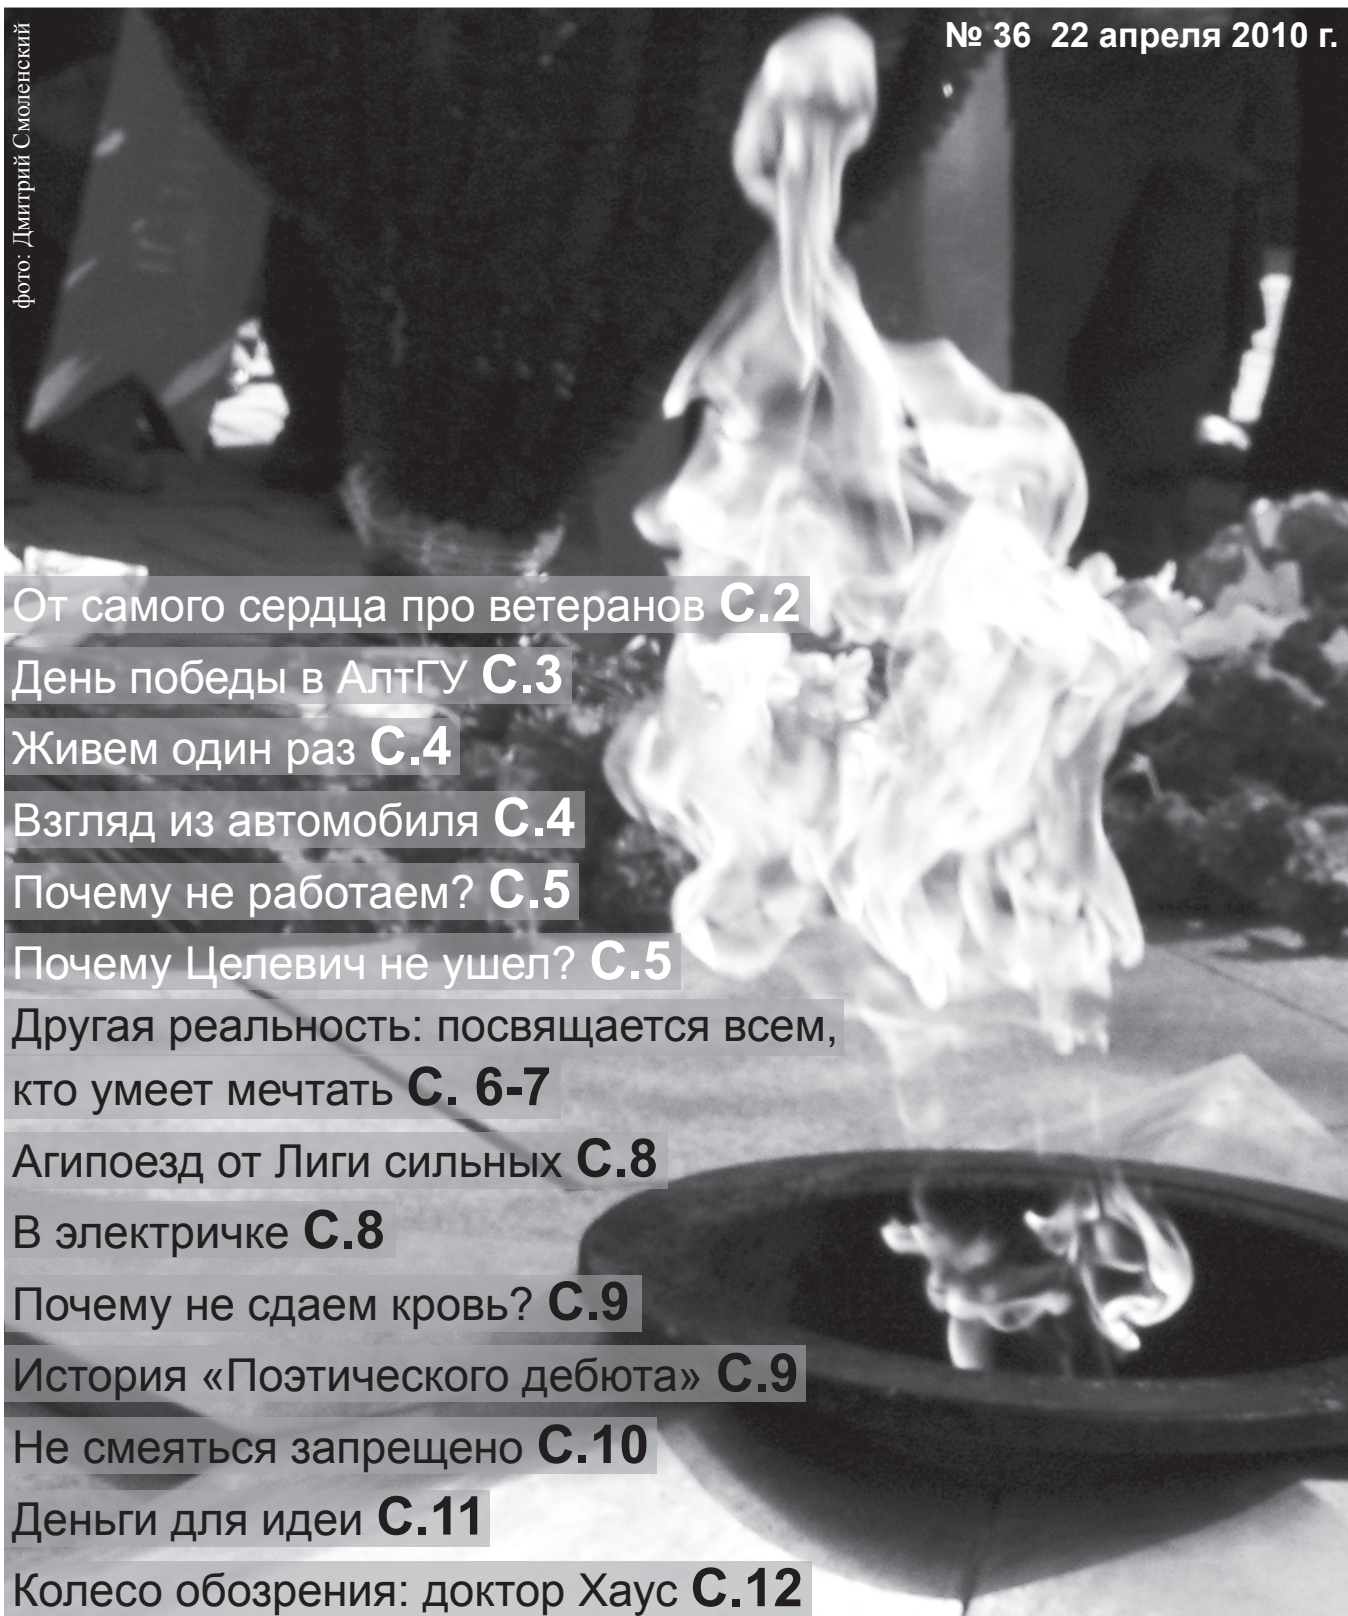 фото: Дмитрий Смоленский
№ 36 22 апреля 2010 г.
От самого сердца про ветеранов С.2
День победы в АлтГУ С.3
Живем один раз С.4
Взгляд из автомобиля С.4
Почему не работаем? С.5
Почему Целевич не ушел? С.5
Другая реальность: посвящается всем,
кто умеет мечтать С. 6-7
Агипоезд от Лиги сильных С.8
В электричке С.8
Почему не сдаем кровь? С.9
История «Поэтического дебюта» С.9
Не смеяться запрещено С.10
Деньги для идеи С.11
Колесо обозрения: доктор Хаус С.12